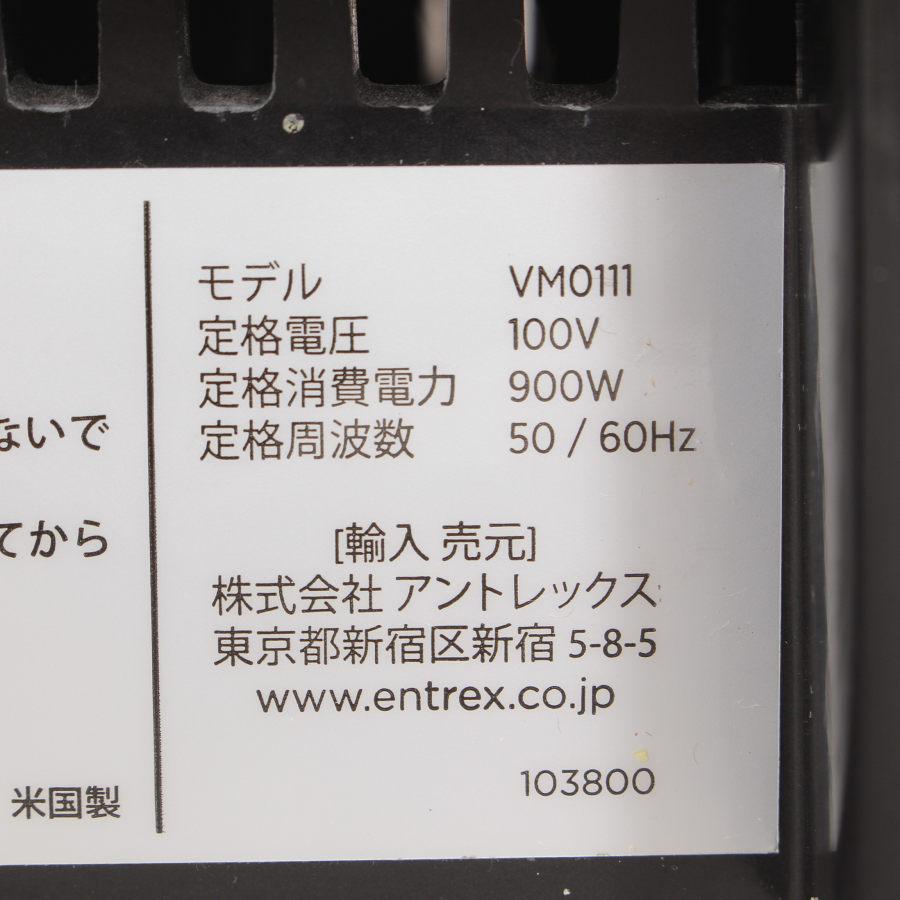 ないで
てから
米国製
モデル VM0111
定格電圧 100V
定格消費電力 900W
定格周波数 50 / 60Hz
[輸入 売元]
株式会社 アントレックス
東京都新宿区新宿 5-8-5
www.entrex.co.jp
103800